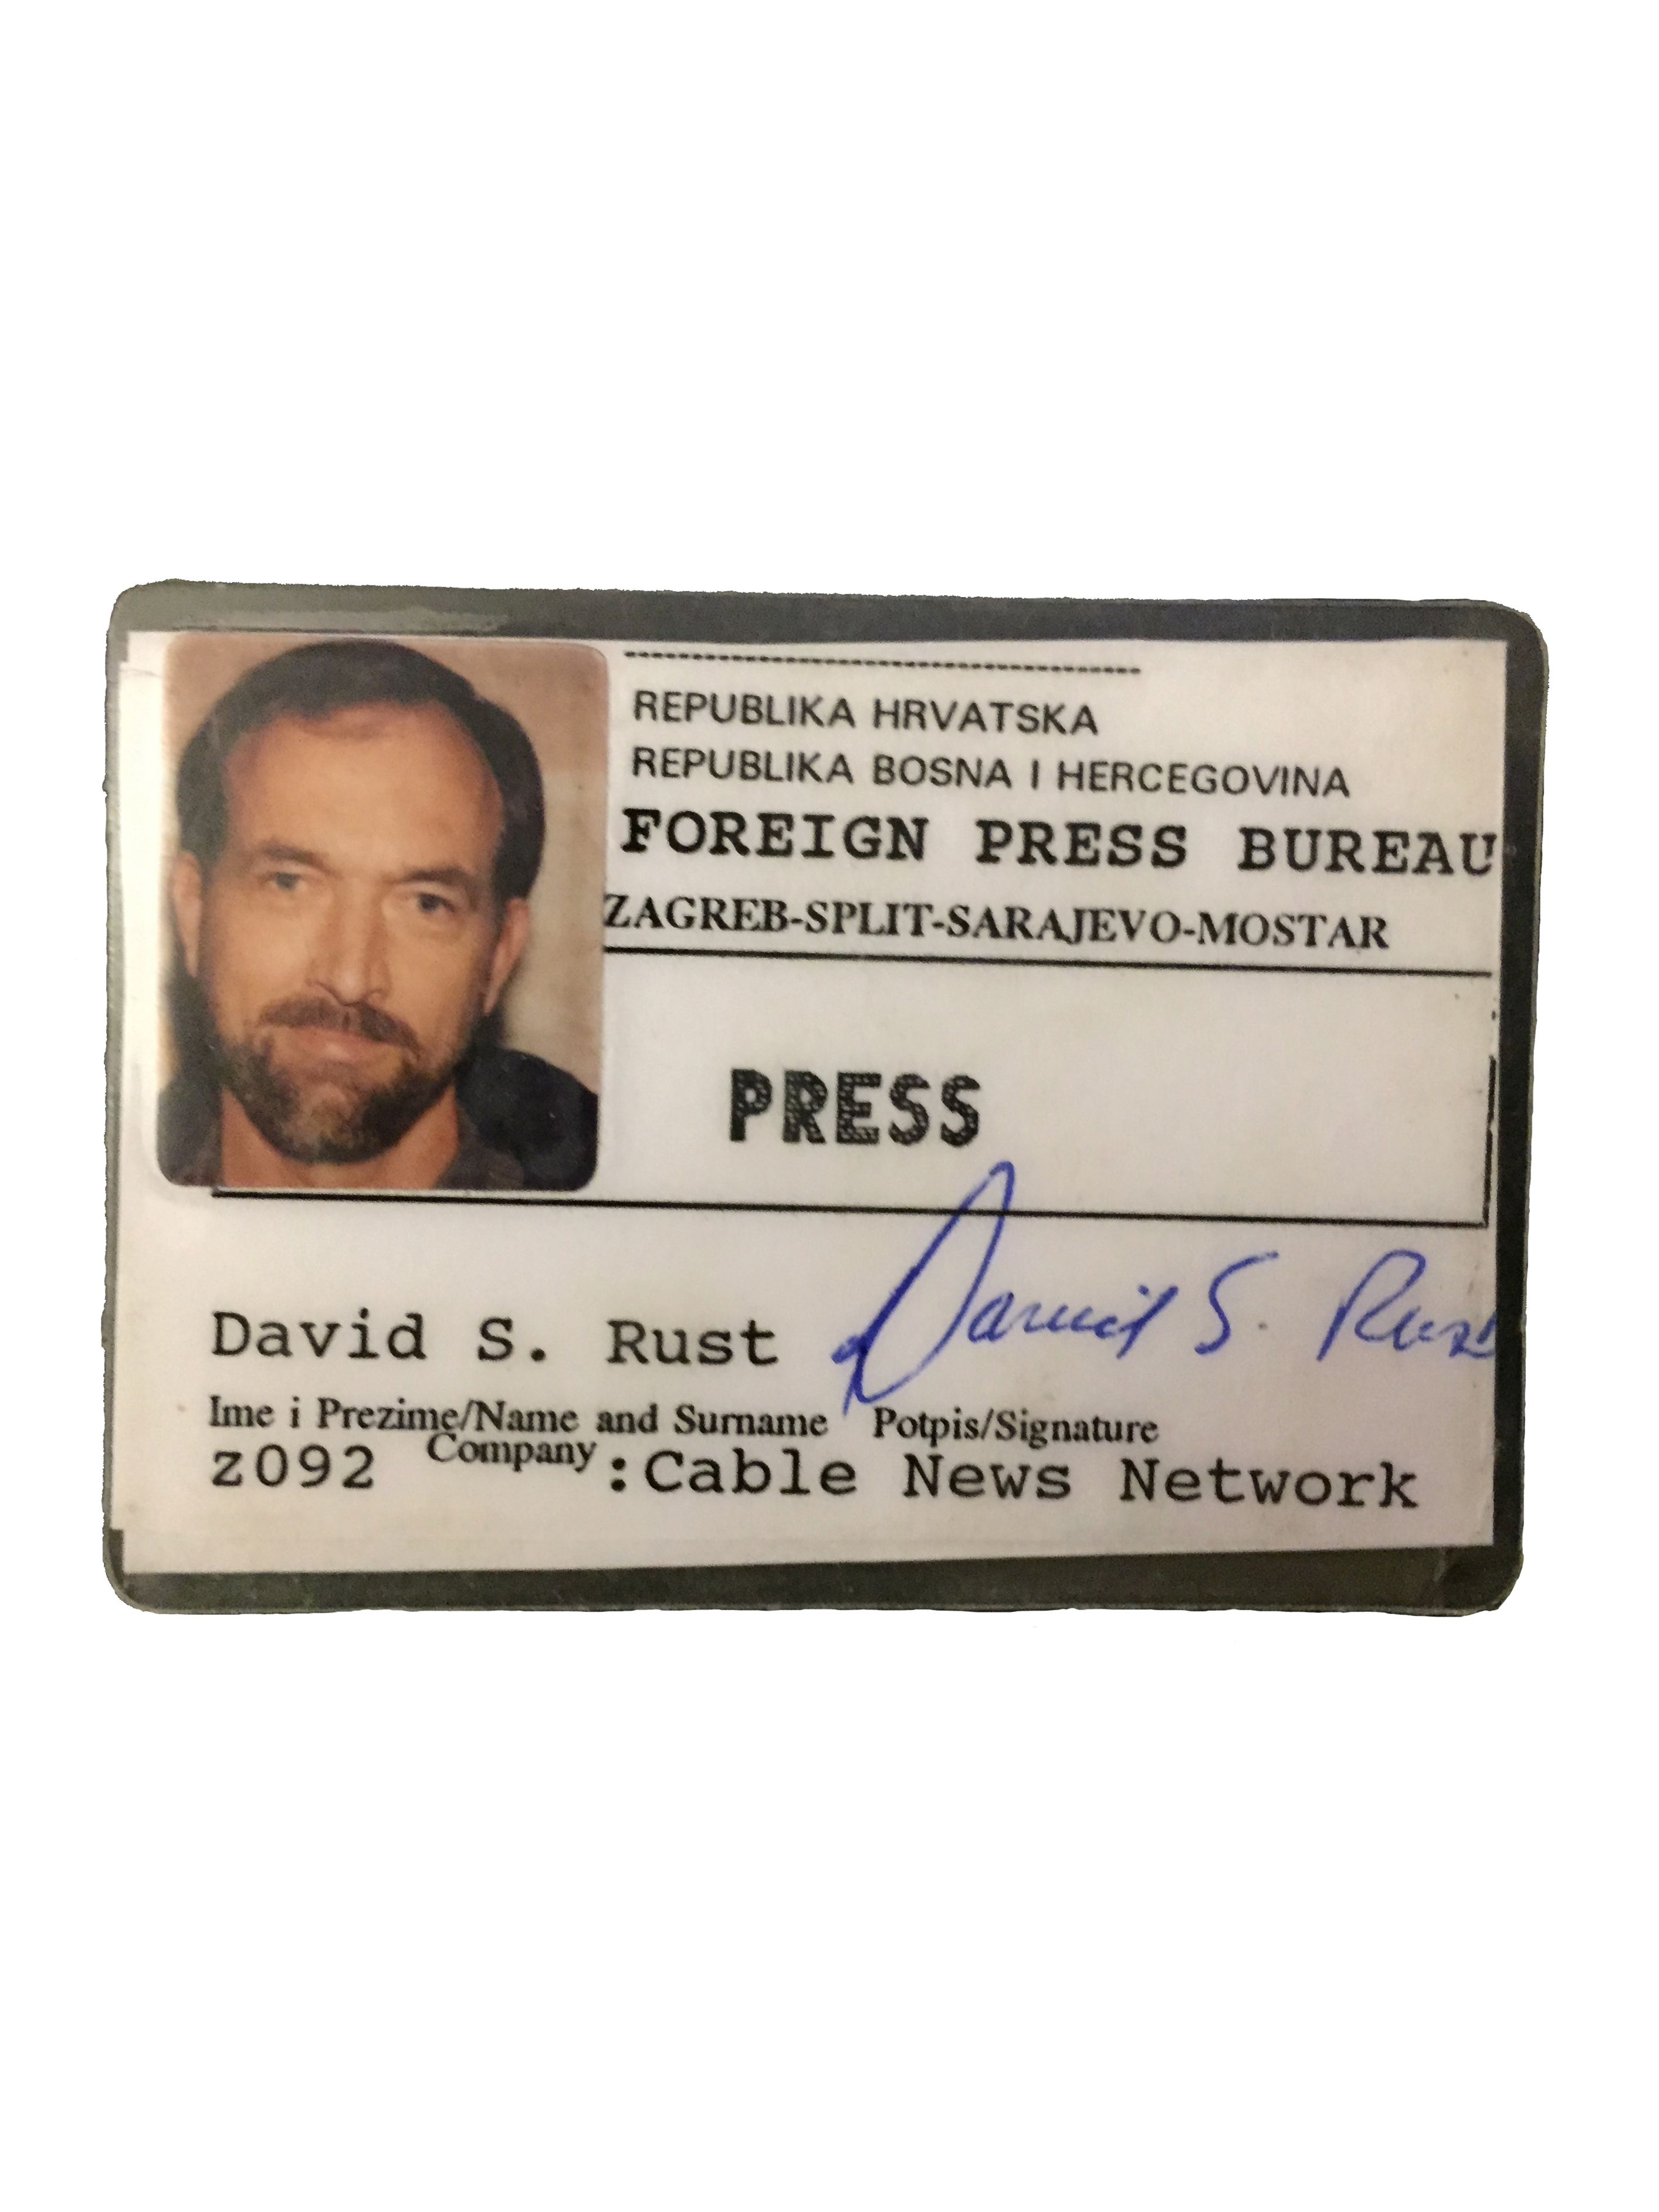 REPUBLIKA HRVATSKA
REPUBLIKA BOSNA I HERCEGOVINA
FOREIGN PRESS BUREAU
ZAGREB-SPLIT-SARAJEVO-MOSTAR
PRESS
David S. Rust David S. Rust
Ime i Prezime/Name and Surname Potpis/Signature
z092 Company :Cable News Network